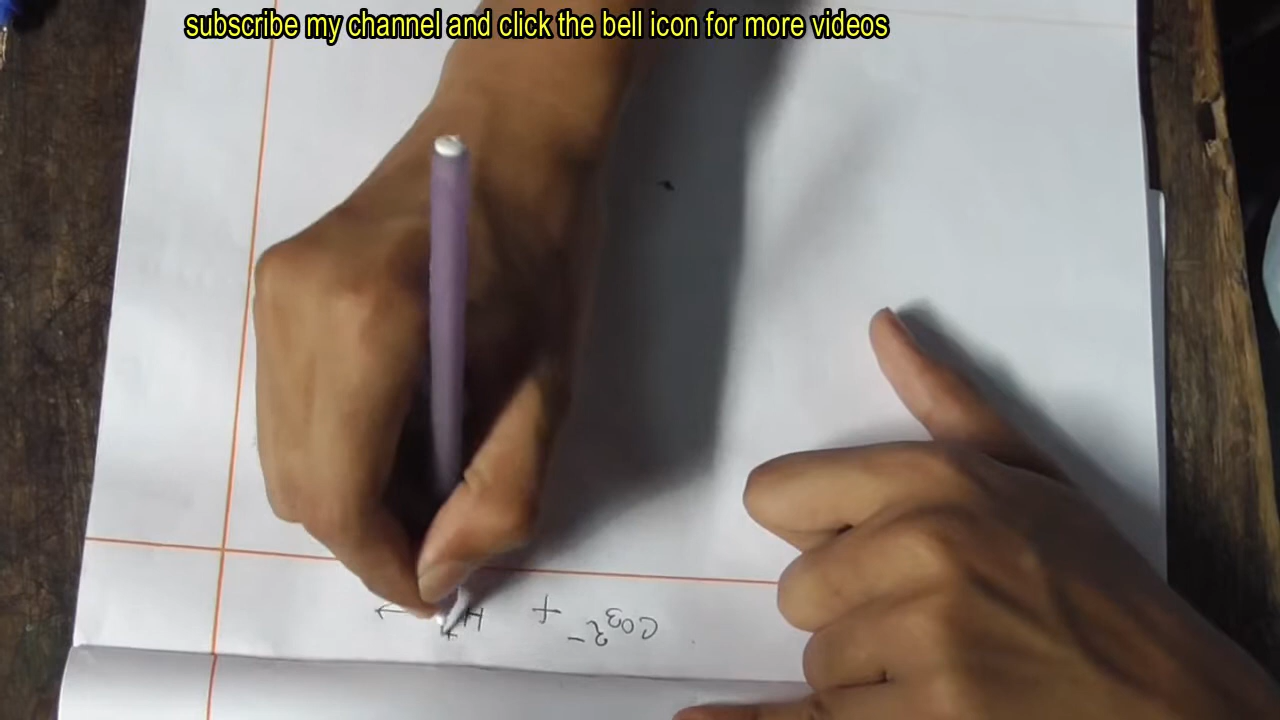 subscribe my channel and click the bell icon for more videos
CO₃²⁻ + H⁺ →